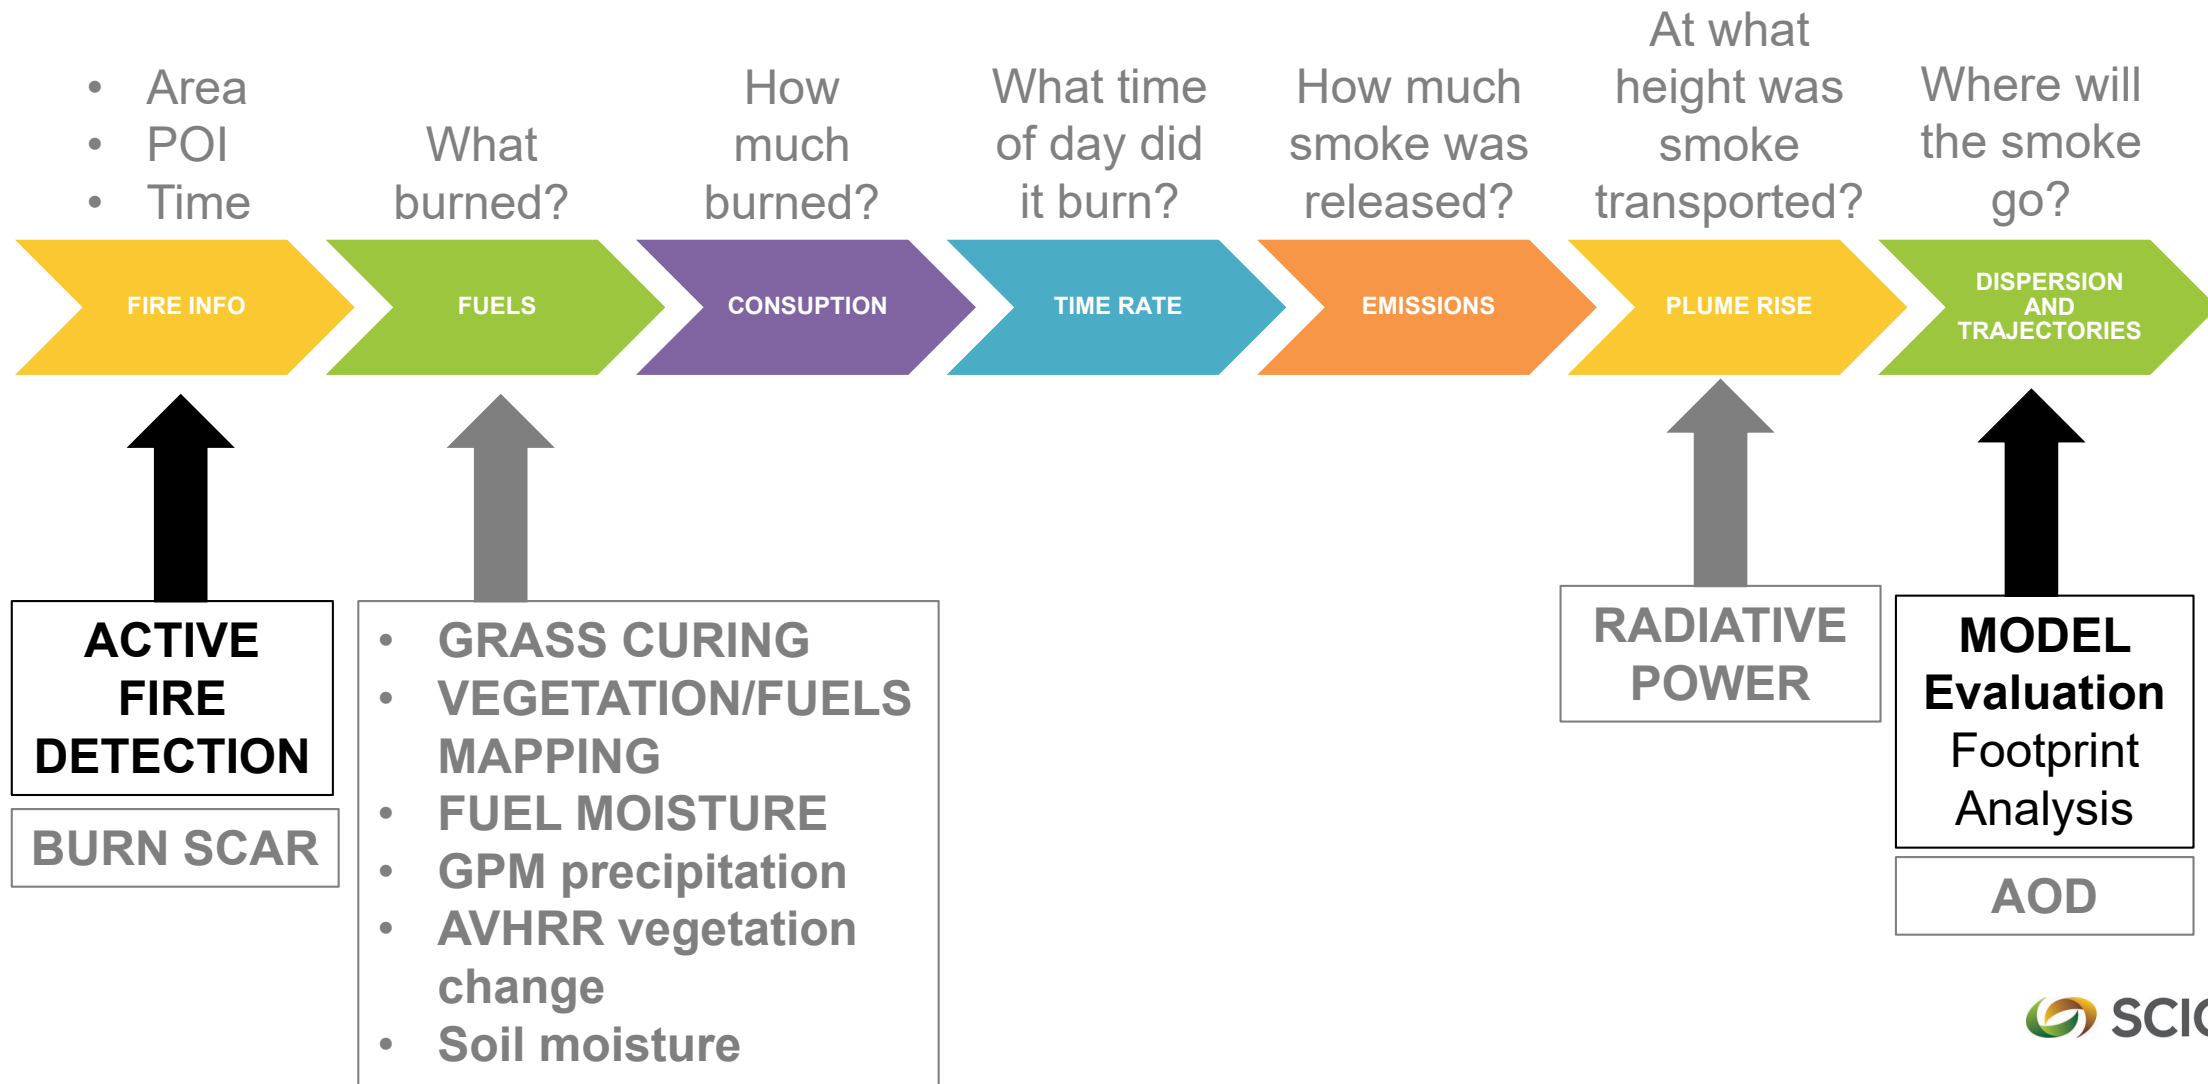 • Area
• POI
• Time
What
burned?
How
much
burned?
What time
of day did
it burn?
How much
smoke was
released?
At what
height was
smoke
transported?
Where will
the smoke
go?
FIRE INFO
FUELS
CONSUPTION
TIME RATE
EMISSIONS
PLUME RISE
DISPERSION
AND
TRAJECTORIES
ACTIVE
FIRE
DETECTION
BURN SCAR
• GRASS CURING
• VEGETATION/FUELS
MAPPING
• FUEL MOISTURE
• GPM precipitation
• AVHRR vegetation
change
• Soil moisture
RADIATIVE
POWER
MODEL
Evaluation
Footprint
Analysis
AOD